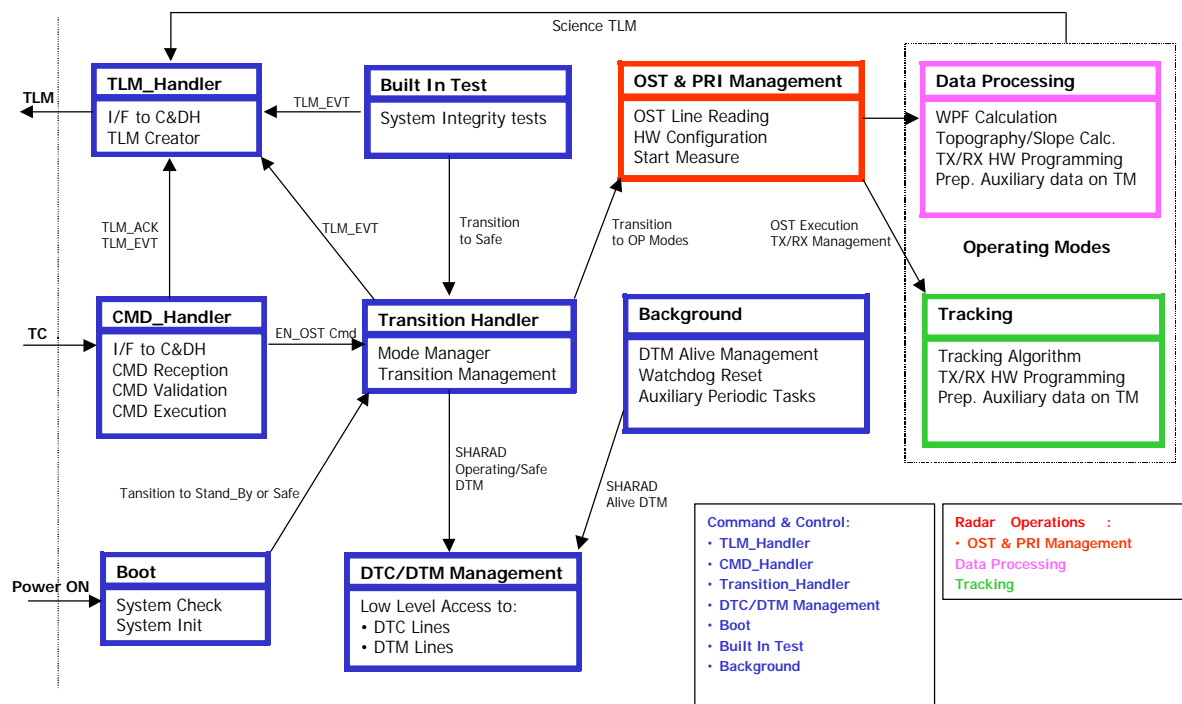 Science TLM
TLM_Handler
I/F to C&DH
TLM Creator
TLM
TLM_EVT
Built In Test
System Integrity tests
OST & PRI Management
OST Line Reading
HW Configuration
Start Measure
Data Processing
WPF Calculation
Topography/Slope Calc.
TX/RX HW Programming
Prep. Auxiliary data on TM
TLM_ACK
TLM_EVT
TLM_EVT
Transition
to Safe
Transition
to OP Modes
OST Execution
TX/RX Management
Operating Modes
TC
CMD_Handler
I/F to C&DH
CMD Reception
CMD Validation
CMD Execution
EN_OST Cmd
Transition Handler
Mode Manager
Transition Management
Background
DTM Alive Management
Watchdog Reset
Auxiliary Periodic Tasks
Tracking
Tracking Algorithm
TX/RX HW Programming
Prep. Auxiliary data on TM
Tansition to Stand_By or Safe
SHARAD
Operating/Safe
DTM
SHARAD
Alive DTM
Power ON
Boot
System Check
System Init
DTC/DTM Management
Low Level Access to:
• DTC Lines
• DTM Lines
Command & Control:
• TLM_Handler
• CMD_Handler
• Transition_Handler
• DTC/DTM Management
• Boot
• Built In Test
• Background
Radar Operations :
• OST & PRI Management
Data Processing
Tracking